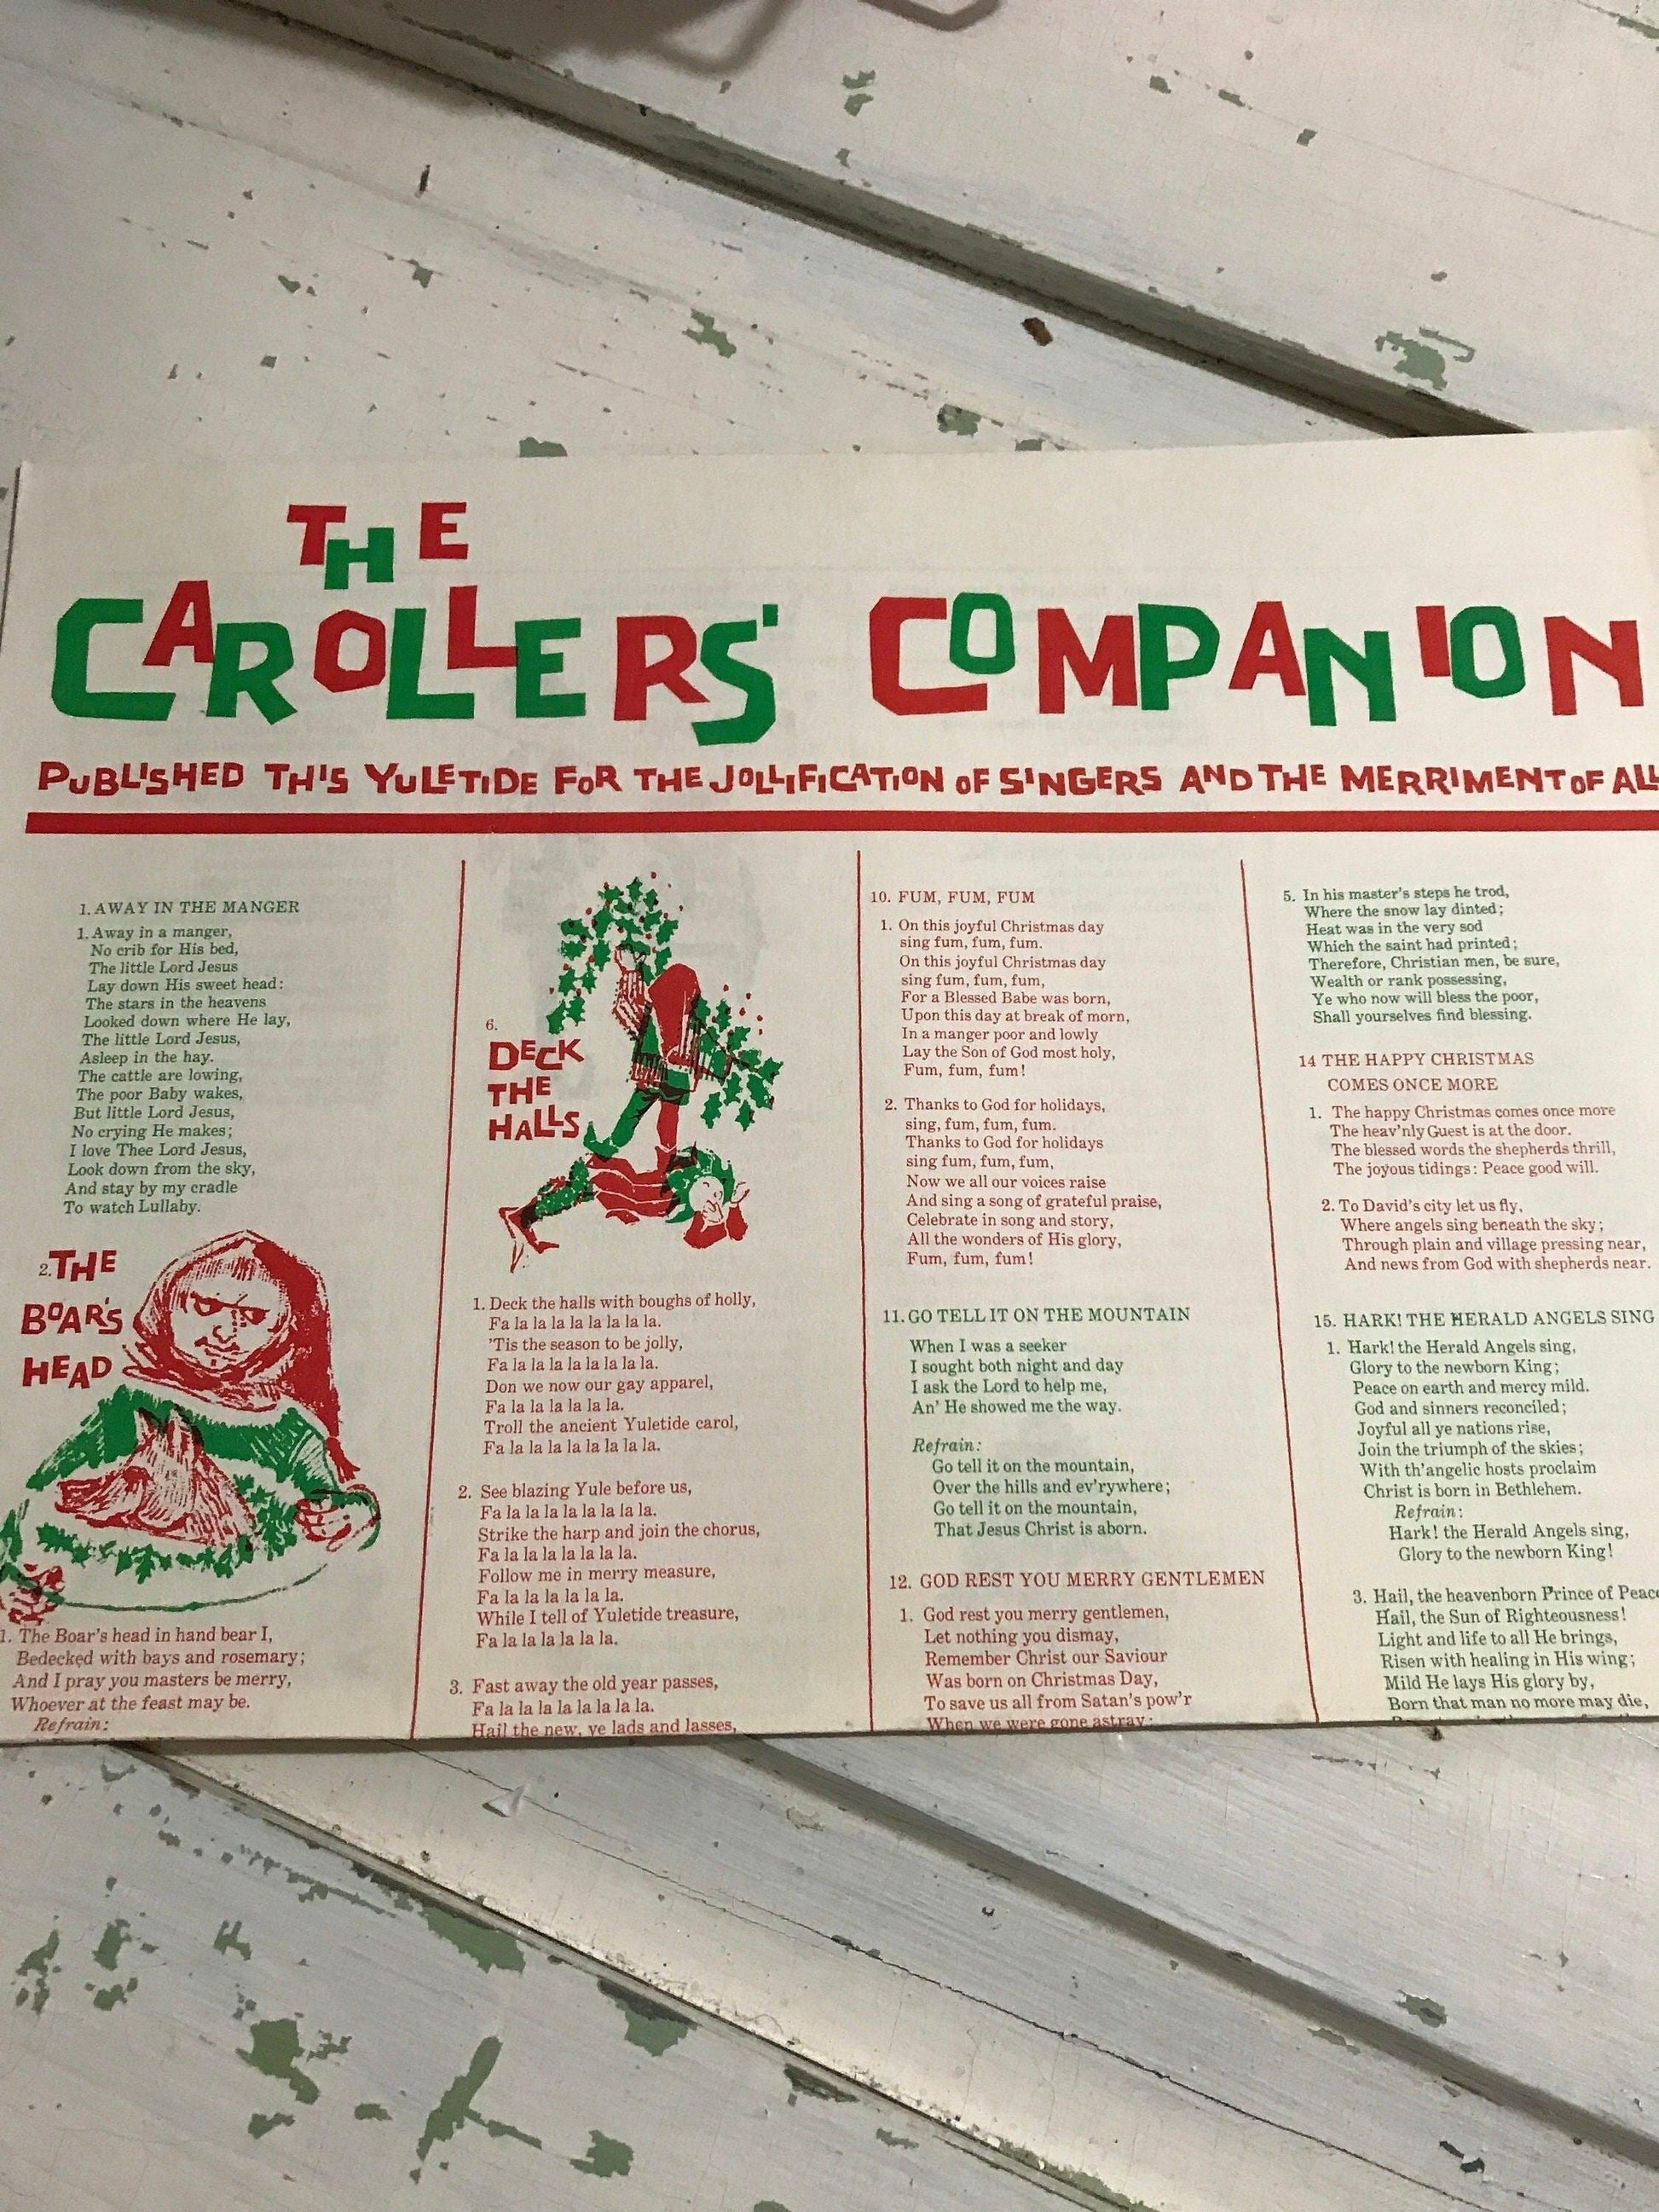 THE
CAROLLERS' COMPANION
PUBLISHED THIS YULETIDE FOR THE JOLLIFICATION OF SINGERS AND THE MERRIMENT OF ALL
1. AWAY IN THE MANGER
1. Away in a manger,
No crib for His bed,
The little Lord Jesus
Lay down His sweet head:
The stars in the heavens
Looked down where He lay,
The little Lord Jesus,
Asleep in the hay.
The cattle are lowing,
The poor Baby wakes,
But little Lord Jesus,
No crying He makes;
I love Thee Lord Jesus,
Look down from the sky,
And stay by my cradle
To watch Lullaby.
2. THE
BOAR'S
HEAD
1. The Boar's head in hand bear I,
Bedecked with bays and rosemary;
And I pray you masters be merry,
Whoever at the feast may be.
Refrain:
6.
DECK
THE
HALLS
1. Deck the halls with boughs of holly,
Fa la la la la la la la la.
'Tis the season to be jolly,
Fa la la la la la la la la.
Don we now our gay apparel,
Fa la la la la la la.
Troll the ancient Yuletide carol,
Fa la la la la la la la la.
2. See blazing Yule before us,
Fa la la la la la la la la.
Strike the harp and join the chorus,
Fa la la la la la la la.
Follow me in merry measure,
Fa la la la la la la.
While I tell of Yuletide treasure,
Fa la la la la la la.
3. Fast away the old year passes,
Fa la la la la la la la la.
Hail the new, ye lads and lasses,
10. FUM, FUM, FUM
1. On this joyful Christmas day
sing fum, fum, fum.
On this joyful Christmas day
sing fum, fum, fum,
For a Blessed Babe was born,
Upon this day at break of morn,
In a manger poor and lowly
Lay the Son of God most holy,
Fum, fum, fum!
2. Thanks to God for holidays,
sing, fum, fum, fum.
Thanks to God for holidays
sing fum, fum, fum,
Now we all our voices raise
And sing a song of grateful praise,
Celebrate in song and story,
All the wonders of His glory,
Fum, fum, fum!
11. GO TELL IT ON THE MOUNTAIN
When I was a seeker
I sought both night and day
I ask the Lord to help me,
An' He showed me the way.
Refrain:
Go tell it on the mountain,
Over the hills and ev'rywhere;
Go tell it on the mountain,
That Jesus Christ is aborn.
12. GOD REST YOU MERRY GENTLEMEN
1. God rest you merry gentlemen,
Let nothing you dismay,
Remember Christ our Saviour
Was born on Christmas Day,
To save us all from Satan's pow'r
When we were gone astray:
5. In his master's steps he trod,
Where the snow lay dinted;
Heat was in the very sod
Which the saint had printed;
Therefore, Christian men, be sure,
Wealth or rank possessing,
Ye who now will bless the poor,
Shall yourselves find blessing.
14 THE HAPPY CHRISTMAS
COMES ONCE MORE
1. The happy Christmas comes once more
The heav'nly Guest is at the door.
The blessed words the shepherds thrill,
The joyous tidings: Peace good will.
2. To David's city let us fly,
Where angels sing beneath the sky;
Through plain and village pressing near,
And news from God with shepherds near.
15. HARK! THE HERALD ANGELS SING
1. Hark! the Herald Angels sing,
Glory to the newborn King;
Peace on earth and mercy mild.
God and sinners reconciled;
Joyful all ye nations rise,
Join the triumph of the skies;
With th'angelic hosts proclaim
Christ is born in Bethlehem.
Refrain:
Hark! the Herald Angels sing,
Glory to the newborn King!
3. Hail, the heavenborn Prince of Peace
Hail, the Sun of Righteousness!
Light and life to all He brings,
Risen with healing in His wing;
Mild He lays His glory by,
Born that man no more may die,